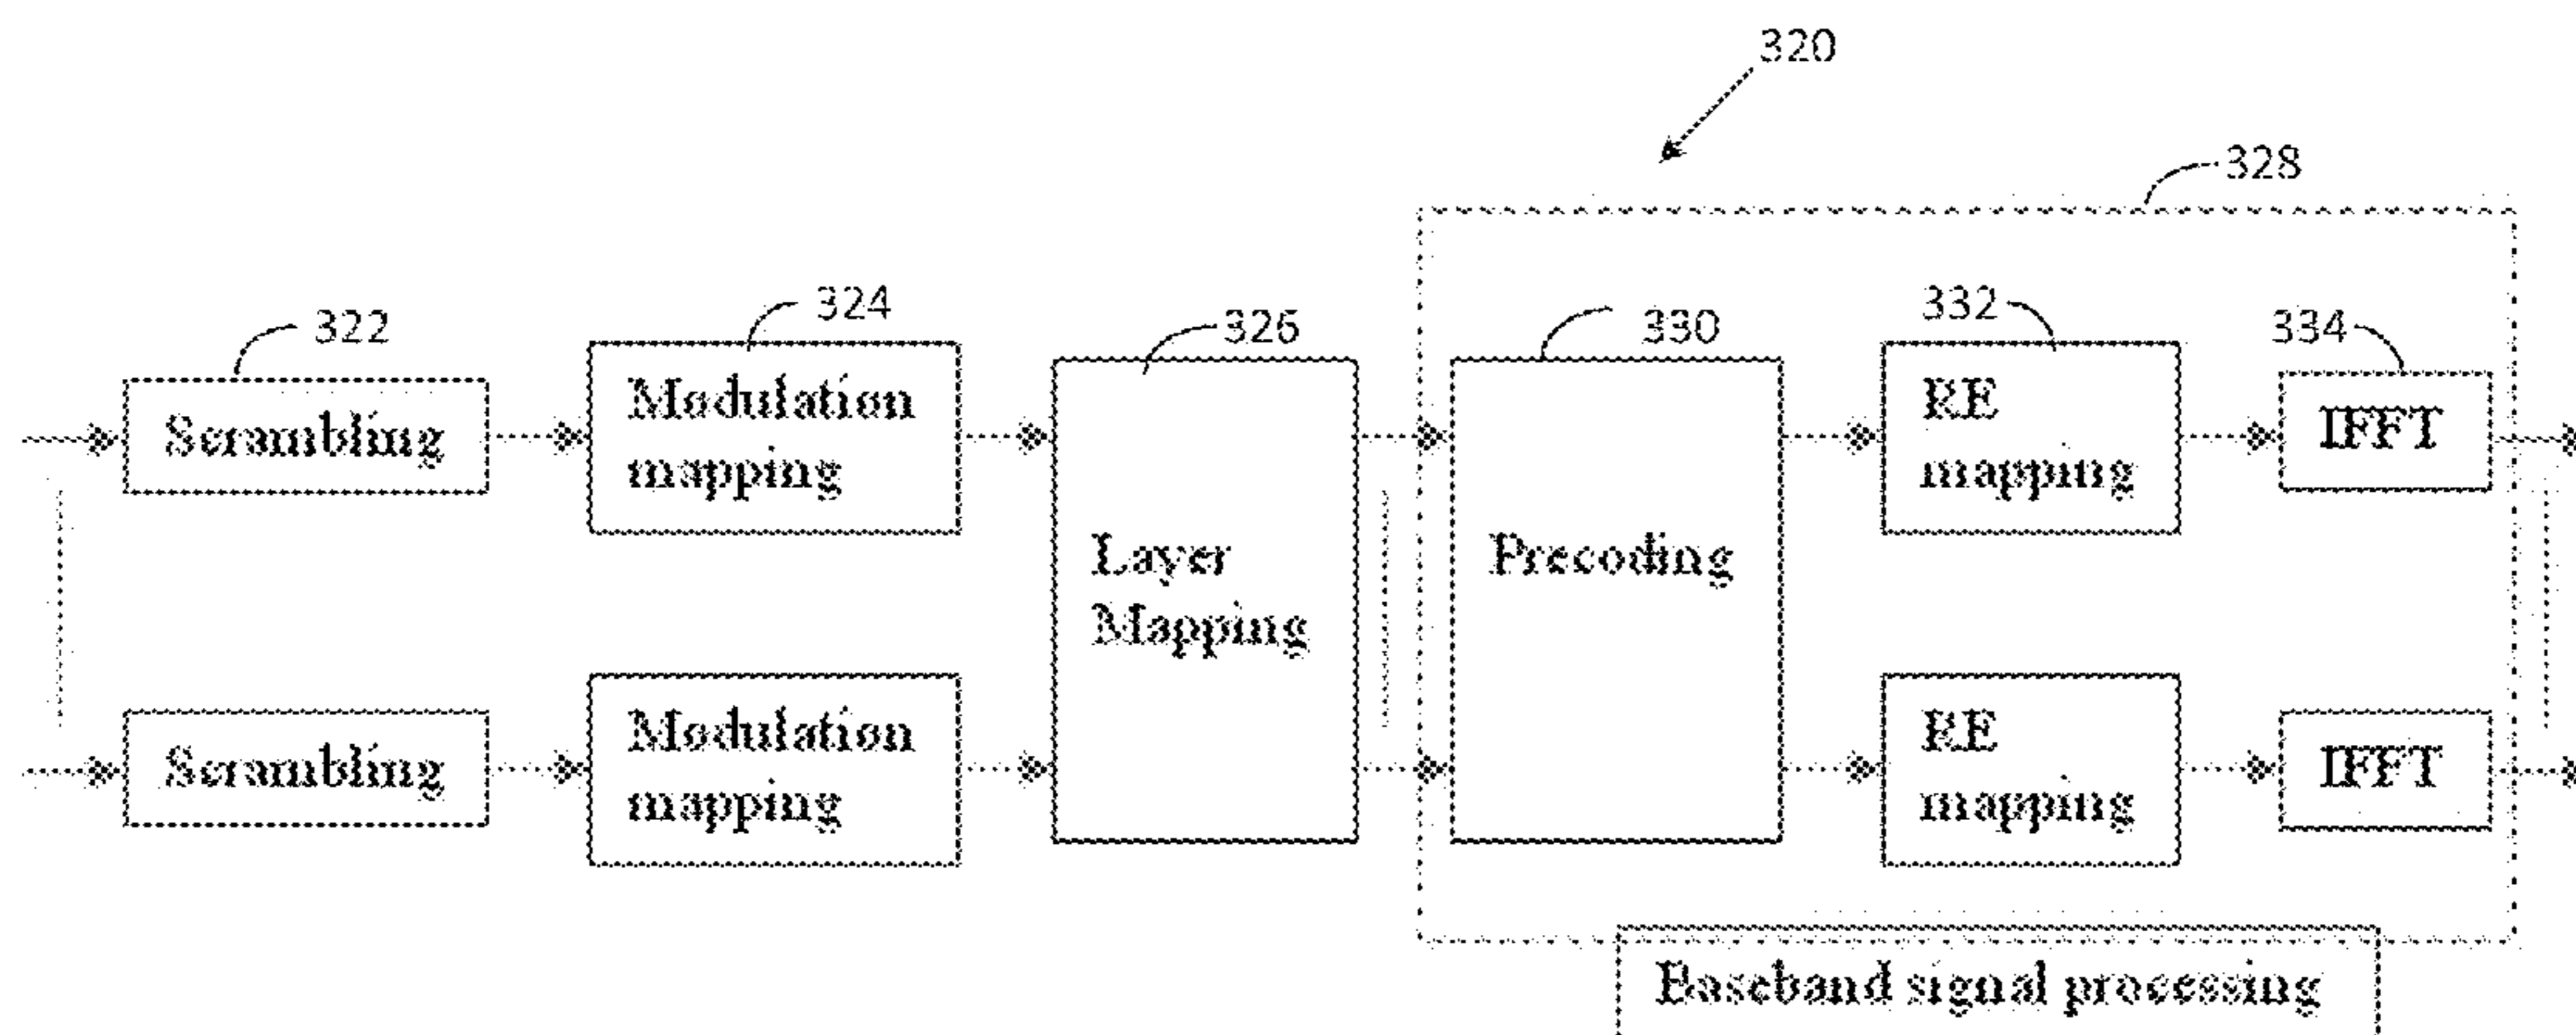 320
328
322
324
326
330
332
334
Scrambling
Modulation
mapping
Layer
Mapping
Precoding
RE
mapping
IFFT
Scrambling
Modulation
mapping
RE
mapping
IFFT
Baseband signal processing